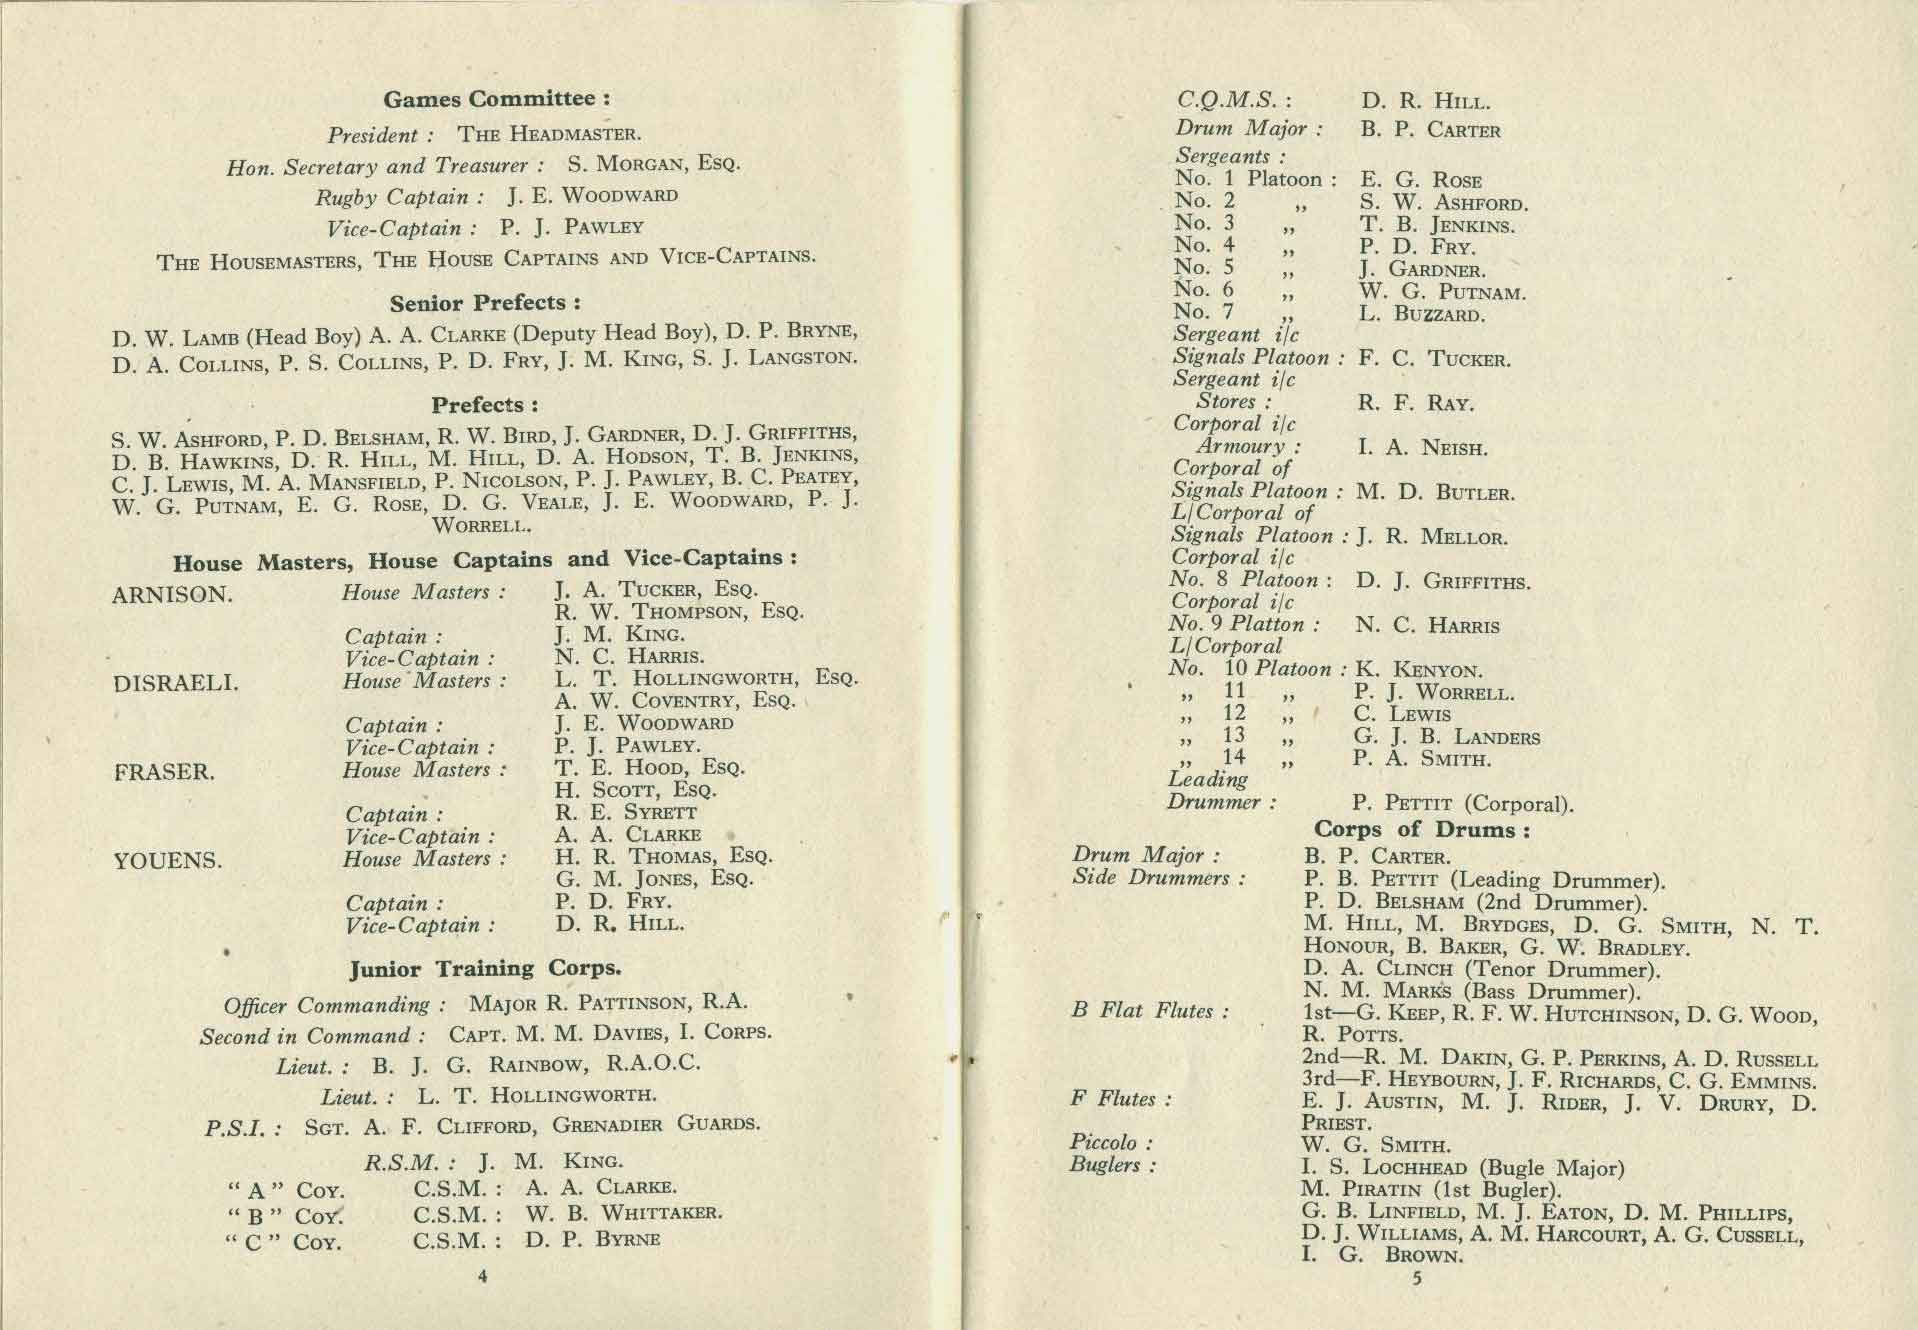 Games Committee :
President : THE HEADMASTER.
Hon. Secretary and Treasurer : S. MORGAN, ESQ.
Rugby Captain : J. E. WOODWARD
Vice-Captain : P. J. PAWLEY
THE HOUSEMASTERS, THE HOUSE CAPTAINS AND VICE-CAPTAINS.
Senior Prefects :
D. W. LAMB (Head Boy) A. A. CLARKE (Deputy Head Boy), D. P. BRYNE,
D. A. COLLINS, P. S. COLLINS, P. D. FRY, J. M. KING, S. J. LANGSTON.
Prefects :
S. W. ASHFORD, P. D. BELSHAM, R. W. BIRD, J. GARDNER, D. J. GRIFFITHS,
D. B. HAWKINS, D. R. HILL, M. HILL, D. A. HODSON, T. B. JENKINS,
C. J. LEWIS, M. A. MANSFIELD, P. NICOLSON, P. J. PAWLEY, B. C. PEATEY,
W. G. PUTNAM, E. G. ROSE, D. G. VEALE, J. E. WOODWARD, P. J.
WORRELL.
House Masters, House Captains and Vice-Captains :
ARNISON. House Masters : J. A. TUCKER, ESQ.
R. W. THOMPSON, ESQ.
Captain : J. M. KING.
Vice-Captain : N. C. HARRIS.
DISRAELI. House Masters : L. T. HOLLINGWORTH, ESQ.
A. W. COVENTRY, ESQ.
Captain : J. E. WOODWARD
Vice-Captain : P. J. PAWLEY.
FRASER. House Masters : T. E. HOOD, ESQ.
H. SCOTT, ESQ.
Captain : R. E. SYRETT
Vice-Captain : A. A. CLARKE
YOUENS. House Masters : H. R. THOMAS, ESQ.
G. M. JONES, ESQ.
Captain : P. D. FRY.
Vice-Captain : D. R. HILL.
Junior Training Corps.
Officer Commanding : MAJOR R. PATTINSON, R.A.
Second in Command : CAPT. M. M. DAVIES, I. CORPS.
Lieut. : B. J. G. RAINBOW, R.A.O.C.
Lieut. : L. T. HOLLINGWORTH.
P.S.I. : SGT. A. F. CLIFFORD, GRENADIER GUARDS.
R.S.M. : J. M. KING.
“ A ” COY. C.S.M. : A. A. CLARKE.
“ B ” COY. C.S.M. : W. B. WHITTAKER.
“ C ” COY. C.S.M. : D. P. BYRNE
4
C.Q.M.S. : D. R. HILL.
Drum Major : B. P. CARTER
Sergeants :
No. 1 Platoon : E. G. ROSE
No. 2 ,, S. W. ASHFORD.
No. 3 ,, T. B. JENKINS.
No. 4 ,, P. D. FRY.
No. 5 ,, J. GARDNER.
No. 6 ,, W. G. PUTNAM.
No. 7 ,, L. BUZZARD.
Sergeant i/c
Signals Platoon : F. C. TUCKER.
Sergeant i/c
Stores : R. F. RAY.
Corporal i/c
Armoury : I. A. NEISH.
Corporal of
Signals Platoon : M. D. BUTLER.
L/Corporal of
Signals Platoon : J. R. MELLOR.
Corporal i/c
No. 8 Platoon : D. J. GRIFFITHS.
Corporal i/c
No. 9 Platton : N. C. HARRIS
L/Corporal
No. 10 Platoon : K. KENYON.
,, 11 ,, P. J. WORRELL.
,, 12 ,, C. LEWIS
,, 13 ,, G. J. B. LANDERS
,, 14 ,, P. A. SMITH.
Leading
Drummer : P. PETTIT (Corporal).
Corps of Drums :
Drum Major : B. P. CARTER.
Side Drummers : P. B. PETTIT (Leading Drummer).
P. D. BELSHAM (2nd Drummer).
M. HILL, M. BRYDGES, D. G. SMITH, N. T.
HONOUR, B. BAKER, G. W. BRADLEY.
D. A. CLINCH (Tenor Drummer).
N. M. MARKS (Bass Drummer).
B Flat Flutes : 1st—G. KEEP, R. F. W. HUTCHINSON, D. G. WOOD,
R. POTTS.
2nd—R. M. DAKIN, G. P. PERKINS, A. D. RUSSELL
3rd—F. HEYBOURN, J. F. RICHARDS, C. G. EMMINS.
F Flutes : E. J. AUSTIN, M. J. RIDER, J. V. DRURY, D.
PRIEST.
Piccolo : W. G. SMITH.
Buglers : I. S. LOCHHEAD (Bugle Major)
M. PIRATIN (1st Bugler).
G. B. LINFIELD, M. J. EATON, D. M. PHILLIPS,
D. J. WILLIAMS, A. M. HARCOURT, A. G. CUSSELL,
I. G. BROWN.
5